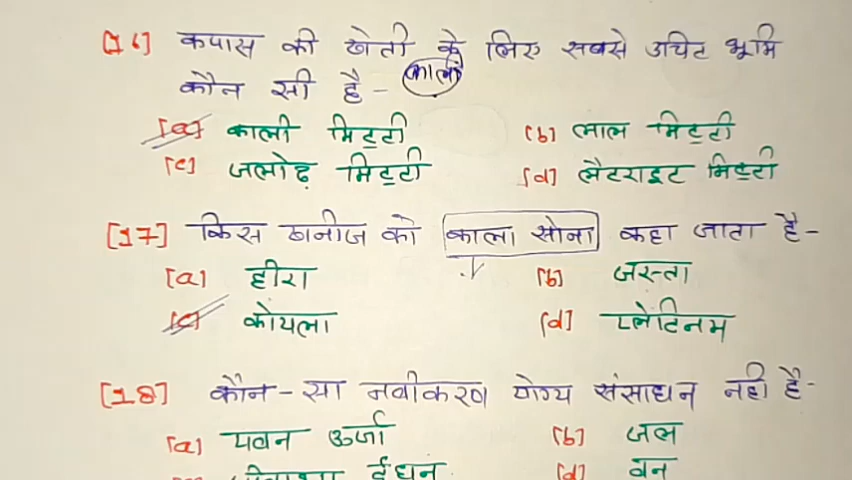 [16] कपास की खेती के लिए सबसे उचित भूमि
कौन सी है- काली
[a] काली मिट्टी [b] लाल मिट्टी
[c] जलोढ़ मिट्टी [d] लैटराइट मिट्टी
[17] किस खनीज को काला सोना कहा जाता है-
[a] हीरा [b] जस्ता
[c] कोयला [d] प्लेटिनम
[18] कौन-सा नवीकरण योग्य संसाधन नही है-
[a] पवन ऊर्जा [b] जल
ईंधन [d] वन